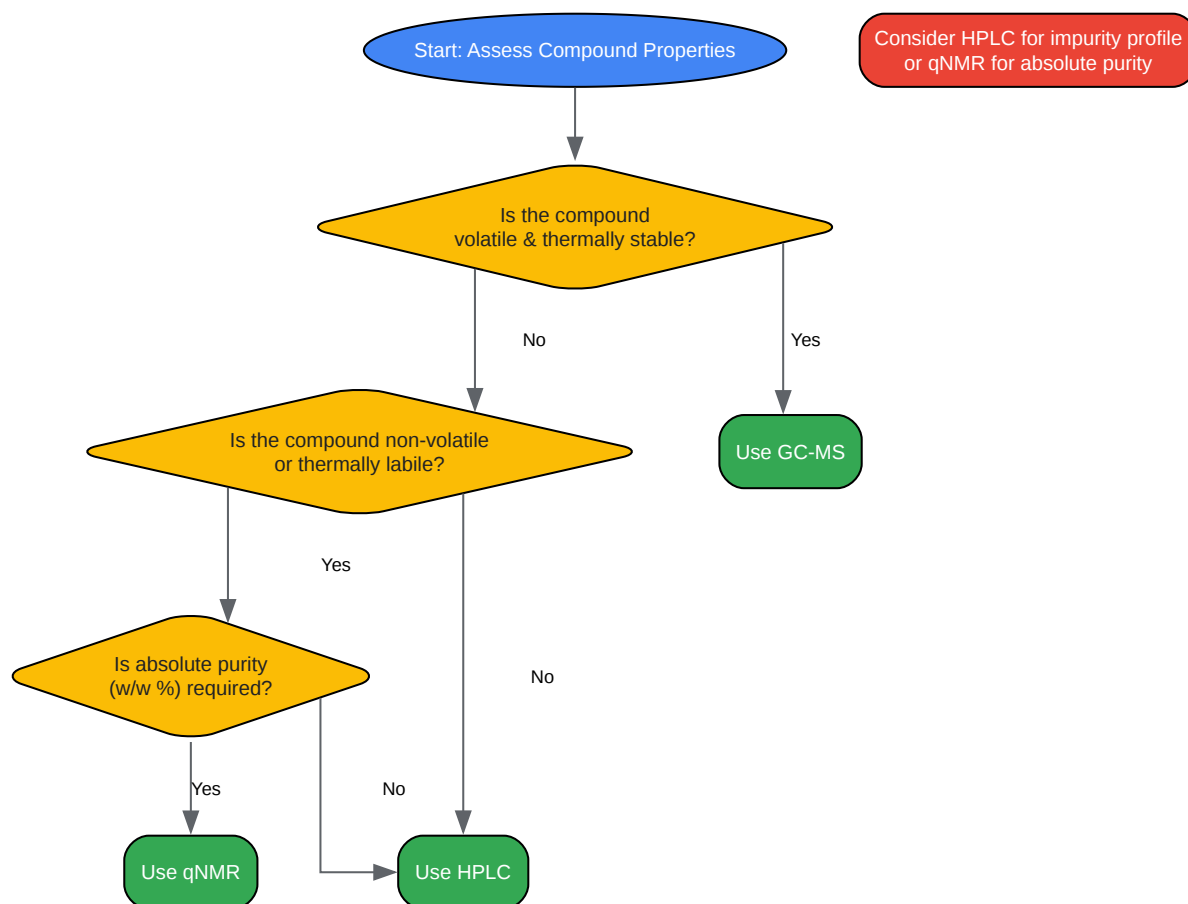 Start: Assess Compound Properties
Consider HPLC for impurity profile
or qNMR for absolute purity
Is the compound
volatile & thermally stable?
No
Yes
Is the compound non-volatile
or thermally labile?
Use GC-MS
Yes
Is absolute purity
(w/w %) required?
No
Yes
No
Use qNMR
Use HPLC